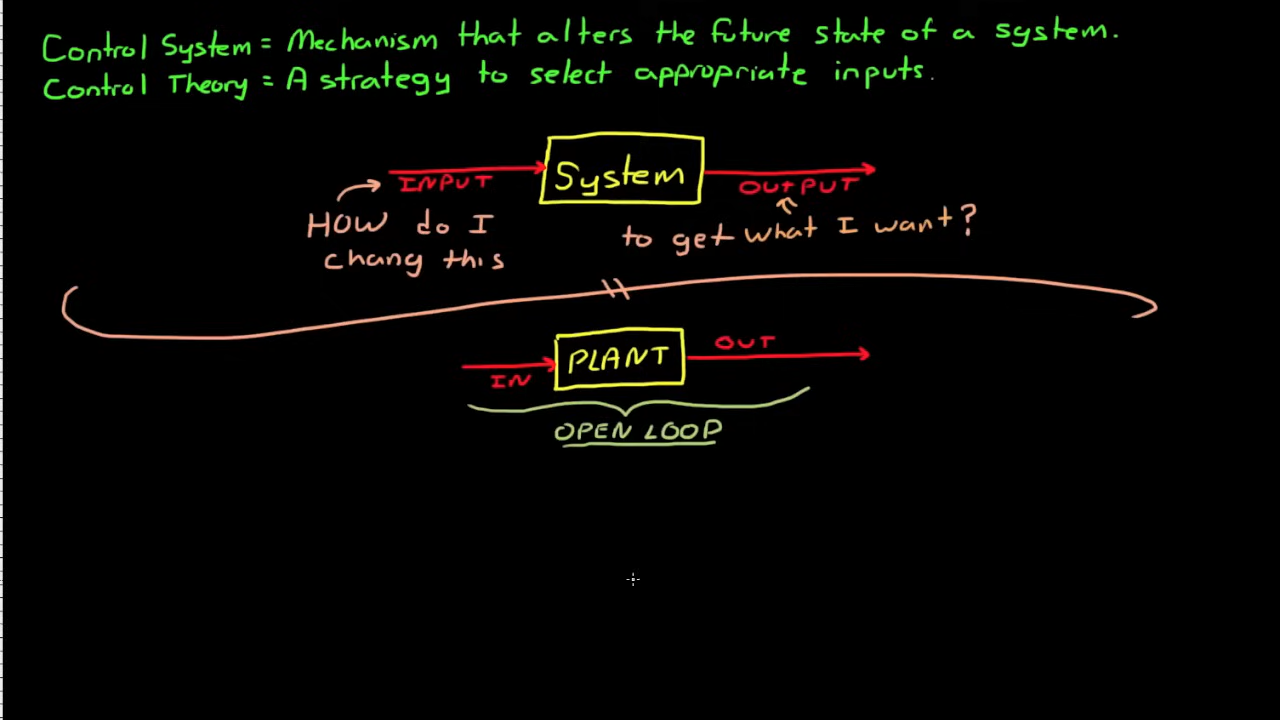 Control System = Mechanism that alters the future state of a system.
Control Theory = A strategy to select appropriate inputs.
System
INPUT
OUTPUT
HOW do I
chang this
to get what I want?
PLANT
OUT
IN
OPEN LOOP